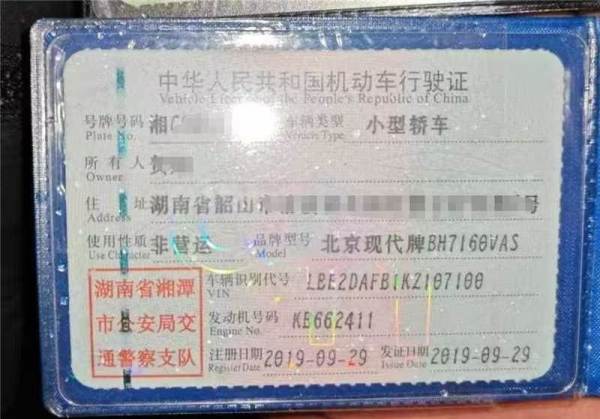 中华人民共和国机动车行驶证
Vehicle License of the People's Republic of China
号牌号码 湘C 车辆类型 小型轿车
Plate No. Vehicle Type
所有人
Owner
住 址 湖南省韶山市 号
Address
使用性质 非营运 品牌型号 北京现代牌BH7160VAS
Use Character Model
湖南省湘潭
市公安局交
通警察支队
车辆识别代号 LBE2DAFB1KZ107100
VIN
发动机号码 KB662411
Engine No.
注册日期 2019-09-29 发证日期 2019-09-29
Register Date Issue Date